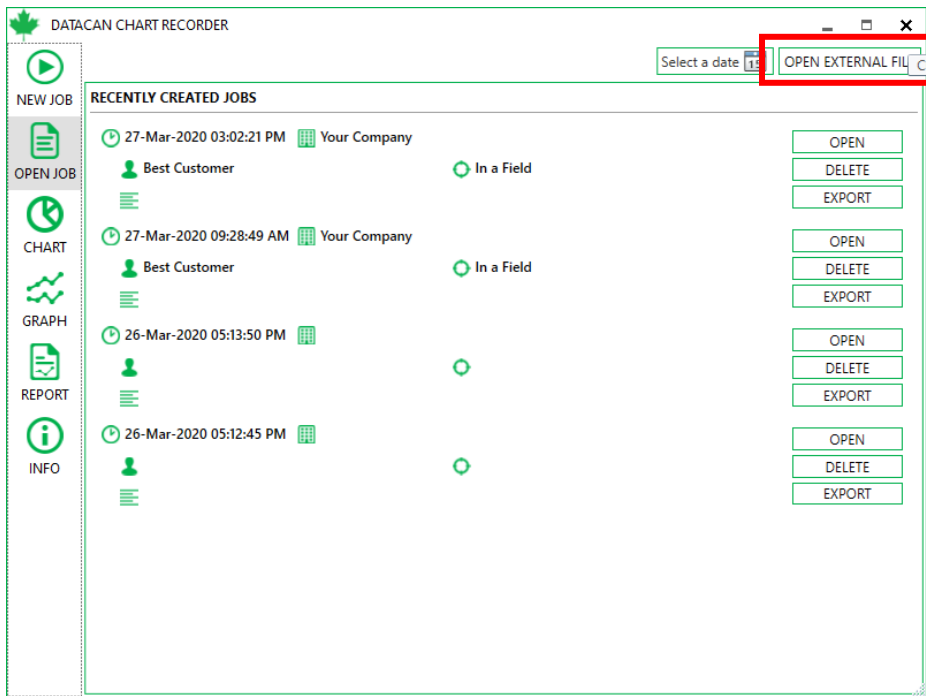 DATACAN CHART RECORDER
Select a date 15 OPEN EXTERNAL FIL C
NEW JOB
OPEN JOB
CHART
GRAPH
REPORT
INFO
RECENTLY CREATED JOBS
27-Mar-2020 03:02:21 PM Your Company
OPEN
Best Customer In a Field
DELETE
EXPORT
27-Mar-2020 09:28:49 AM Your Company
OPEN
Best Customer In a Field
DELETE
EXPORT
26-Mar-2020 05:13:50 PM
OPEN
DELETE
EXPORT
26-Mar-2020 05:12:45 PM
OPEN
DELETE
EXPORT